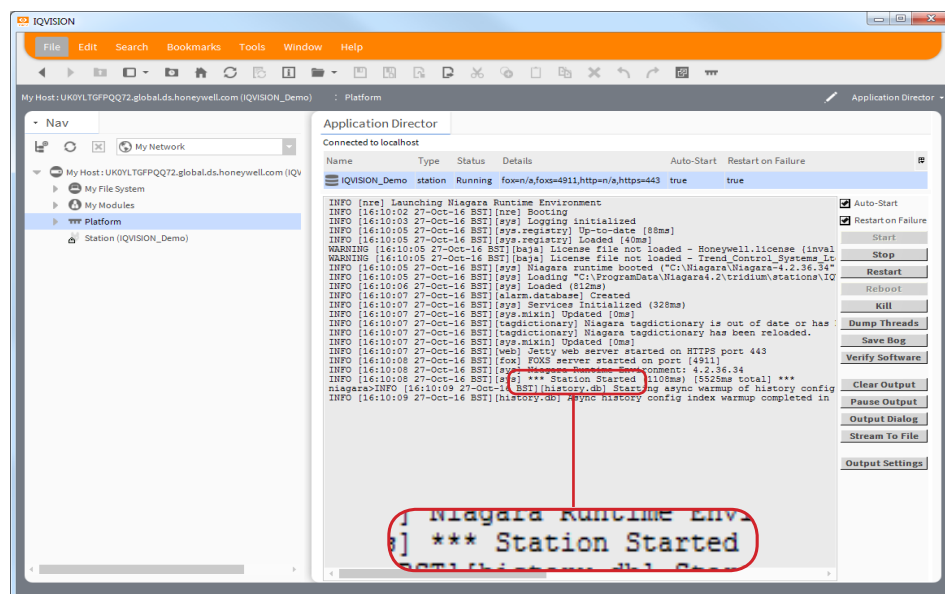 IQVISION
File Edit Search Bookmarks Tools Window Help
My Host : UK0YLTGFPQQ72.global.ds.honeywell.com (IQVISION_Demo) : Platform Application Director
Nav
My Network
My Host : UK0YLTGFPQQ72.global.ds.honeywell.com (IQV
My File System
My Modules
Platform
Station (IQVISION_Demo)
Application Director
Connected to localhost
Name Type Status Details Auto-Start Restart on Failure
IQVISION_Demo station Running fox=n/a,foxs=4911,http=n/a,https=443 true true
INFO [nre] Launching Niagara Runtime Environment
INFO [16:10:02 27-Oct-16 BST][nre] Booting
INFO [16:10:03 27-Oct-16 BST][sys] Logging initialized
INFO [16:10:05 27-Oct-16 BST][sys.registry] Up-to-date [88ms]
INFO [16:10:05 27-Oct-16 BST][sys.registry] Loaded [40ms]
WARNING [16:10:05 27-Oct-16 BST][baja] License file not loaded - Honeywell.license [inval
WARNING [16:10:05 27-Oct-16 BST][baja] License file not loaded - Trend_Control_Systems_Lt
INFO [16:10:05 27-Oct-16 BST][sys] Niagara runtime booted ("C:\Niagara\Niagara-4.2.36.34"
INFO [16:10:05 27-Oct-16 BST][sys] Loading "C:\ProgramData\Niagara4.2\tridium\stations\IQ
INFO [16:10:06 27-Oct-16 BST][sys] Loaded (812ms)
INFO [16:10:07 27-Oct-16 BST][alarm.database] Created
INFO [16:10:07 27-Oct-16 BST][sys] Services Initialized (328ms)
INFO [16:10:07 27-Oct-16 BST][sys.mixin] Updated [0ms]
INFO [16:10:07 27-Oct-16 BST][tagdictionary] Niagara tagdictionary is out of date or has
INFO [16:10:07 27-Oct-16 BST][tagdictionary] Niagara tagdictionary has been reloaded.
INFO [16:10:07 27-Oct-16 BST][sys.mixin] Updated [0ms]
INFO [16:10:07 27-Oct-16 BST][web] Jetty web server started on HTTPS port 443
INFO [16:10:08 27-Oct-16 BST][fox] FOXS server started on port [4911]
INFO [16:10:08 27-Oct-16 BST][sys] Niagara Runtime Environment: 4.2.36.34
INFO [16:10:08 27-Oct-16 BST][sys] *** Station Started (1108ms) [5525ms total] ***
niagara>INFO [16:10:09 27-Oct-16 BST][history.db] Starting async warmup of history config
INFO [16:10:09 27-Oct-16 BST][history.db] Async history config index warmup completed in
Auto-Start
Restart on Failure
Start
Stop
Restart
Reboot
Kill
Dump Threads
Save Bog
Verify Software
Clear Output
Pause Output
Output Dialog
Stream To File
Output Settings
] Niagara Runtime Envi
s] *** Station Started